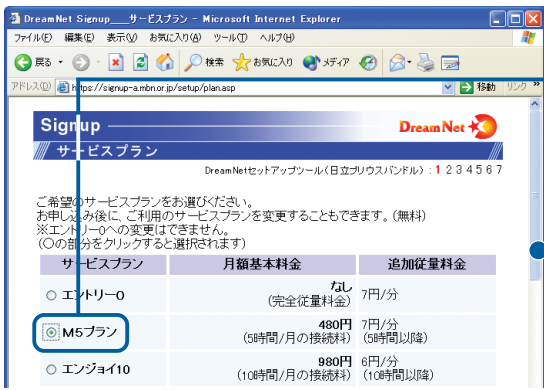 DreamNet Signup___サービスプラン - Microsoft Internet Explorer
ファイル(F) 編集(E) 表示(V) お気に入り(A) ツール(T) ヘルプ(H)
戻る 検索 お気に入り メディア
アドレス(D) https://signup-a.mbn.or.jp/setup/plan.asp 移動 リンク »
Signup DreamNet
サービスプラン
DreamNetセットアップツール(日立プリウスバンドル) : 1 2 3 4 5 6 7
ご希望のサービスプランをお選びください。
お申し込み後に、ご利用のサービスプランを変更することもできます。(無料)
※エントリー0への変更はできません。
(○の部分をクリックすると選択されます)
サービスプラン 月額基本料金 追加従量料金
エントリー0 なし (完全従量料金) 7円/分
M5プラン 480円 (5時間/月の接続料) 7円/分 (5時間以降)
エンジョイ10 980円 (10時間/月の接続料) 6円/分 (10時間以降)